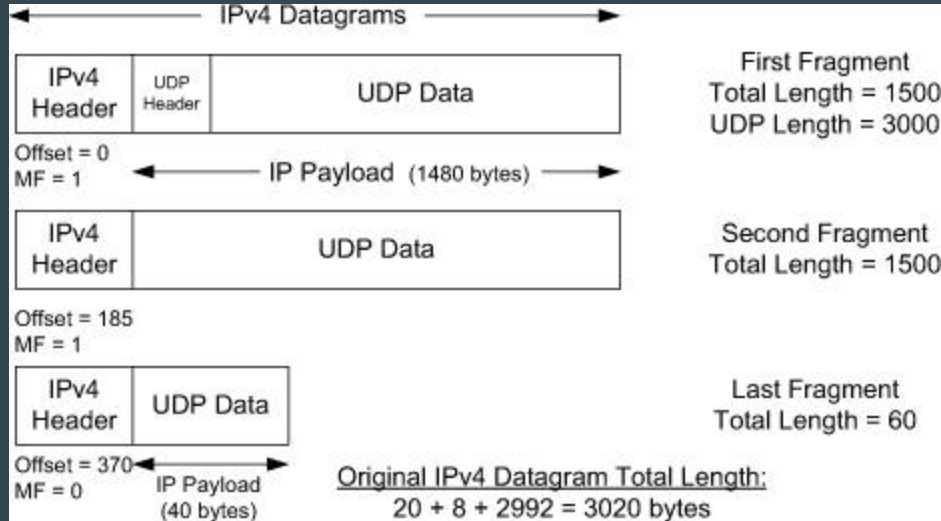 IPv4 Datagrams
IPv4
Header
UDP
Header
UDP Data
First Fragment
Total Length = 1500
UDP Length = 3000
Offset = 0
MF = 1
IP Payload (1480 bytes)
IPv4
Header
UDP Data
Second Fragment
Total Length = 1500
Offset = 185
MF = 1
IPv4
Header
UDP Data
Last Fragment
Total Length = 60
Offset = 370
MF = 0
IP Payload
(40 bytes)
Original IPv4 Datagram Total Length:
20 + 8 + 2992 = 3020 bytes